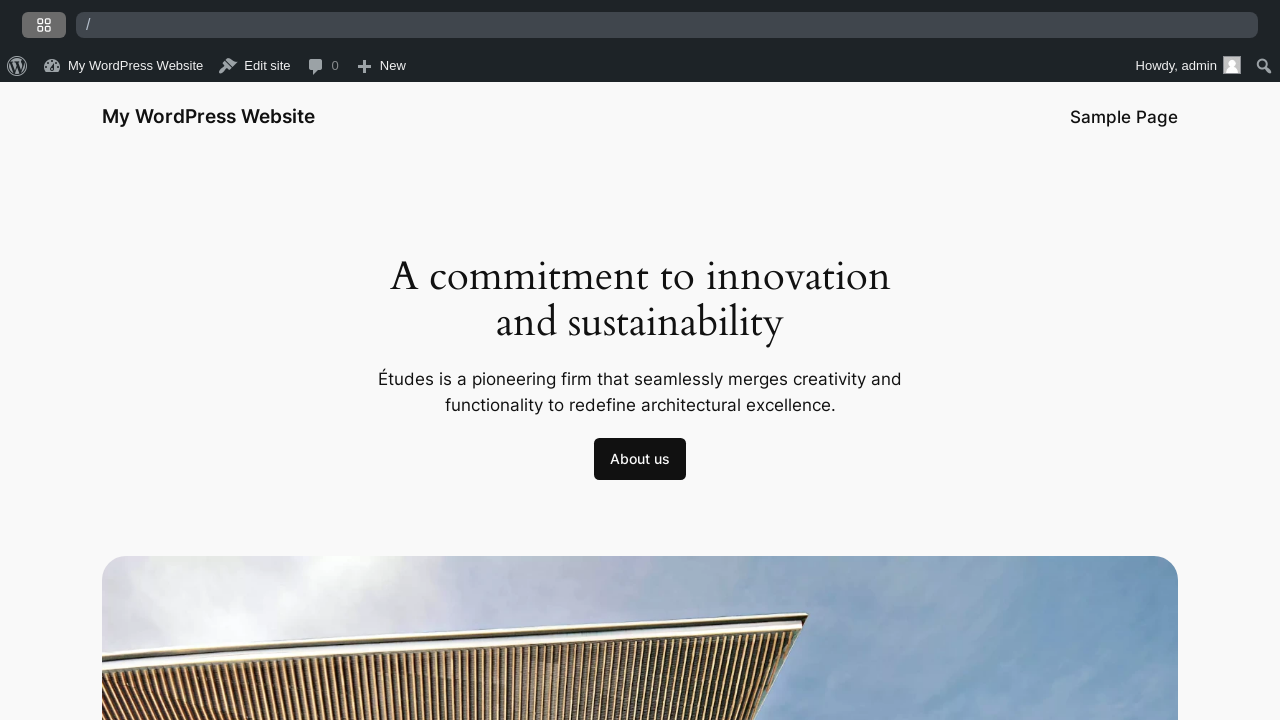 /
My WordPress Website
Edit site
0
New
Howdy, admin
My WordPress Website
Sample Page
A commitment to innovation
and sustainability
Études is a pioneering firm that seamlessly merges creativity and
functionality to redefine architectural excellence.
About us